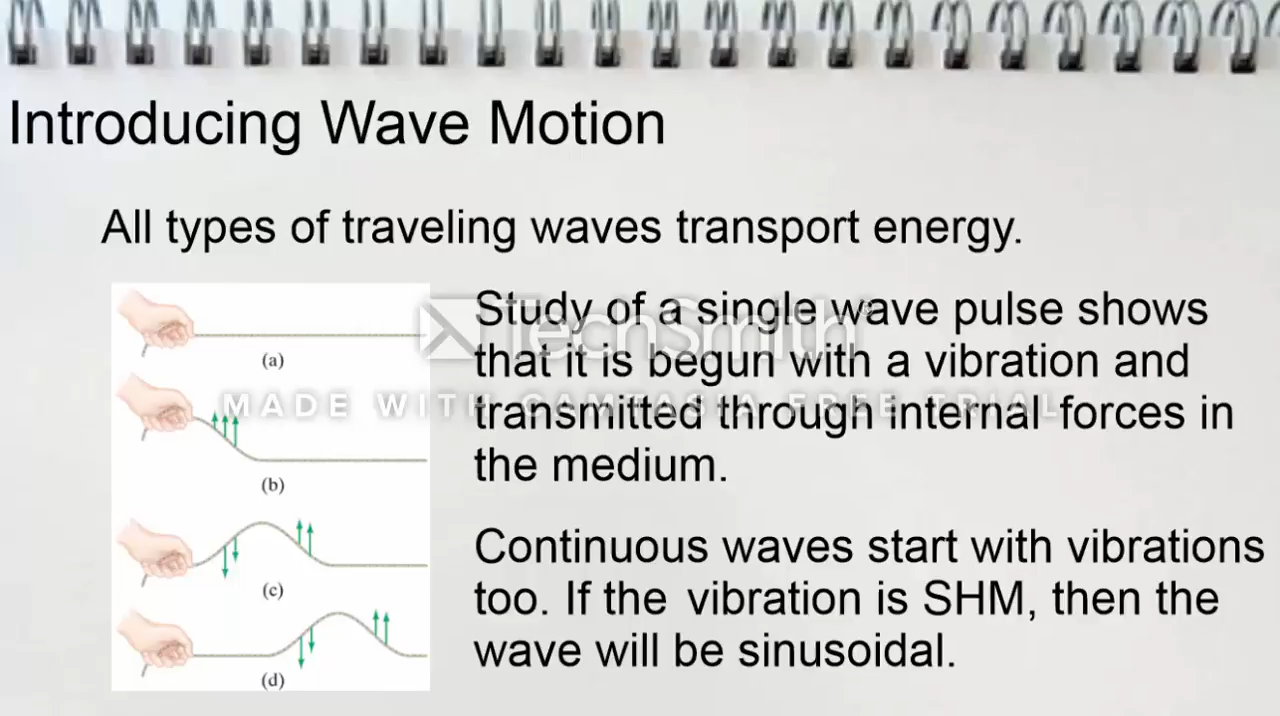 Introducing Wave Motion
All types of traveling waves transport energy.
(a)
(b)
(c)
(d)
Study of a single wave pulse shows
that it is begun with a vibration and
transmitted through internal forces in
the medium.
Continuous waves start with vibrations
too. If the vibration is SHM, then the
wave will be sinusoidal.
TechSmith®
MADE WITH CAMTASIA FREE TRIAL